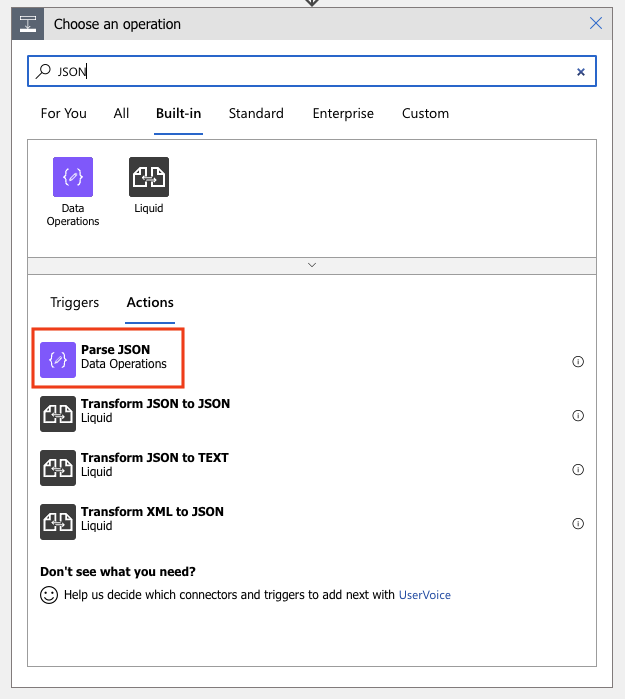 Choose an operation
JSON
For You
All
Built-in
Standard
Enterprise
Custom
Data
Operations
Liquid
Triggers
Actions
Parse JSON
Data Operations
Transform JSON to JSON
Liquid
Transform JSON to TEXT
Liquid
Transform XML to JSON
Liquid
Don't see what you need?
Help us decide which connectors and triggers to add next with UserVoice